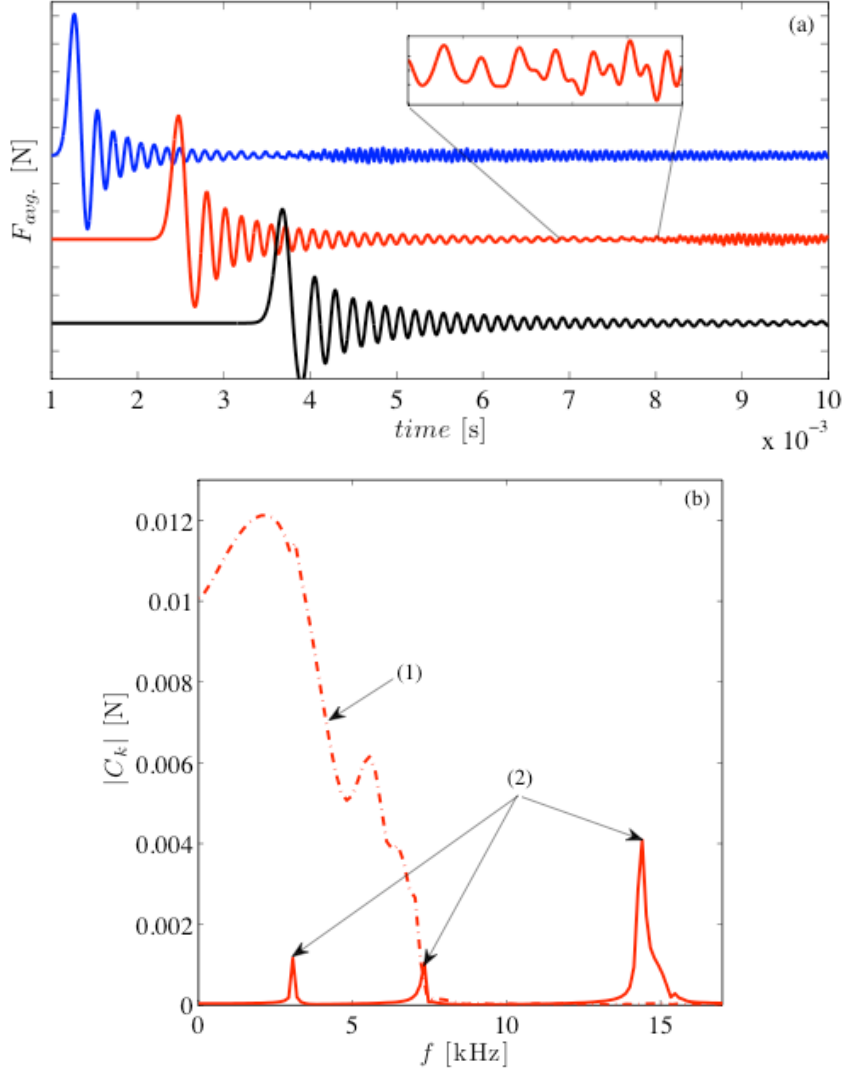 (a)
F_avg. [N]
1 2 3 4 5 6 7 8 9 10
time [s]
x 10^-3
(b)
0.012
0.01
0.008
0.006
0.004
0.002
0
|C_k| [N]
(1)
(2)
0 5 10 15
f [kHz]